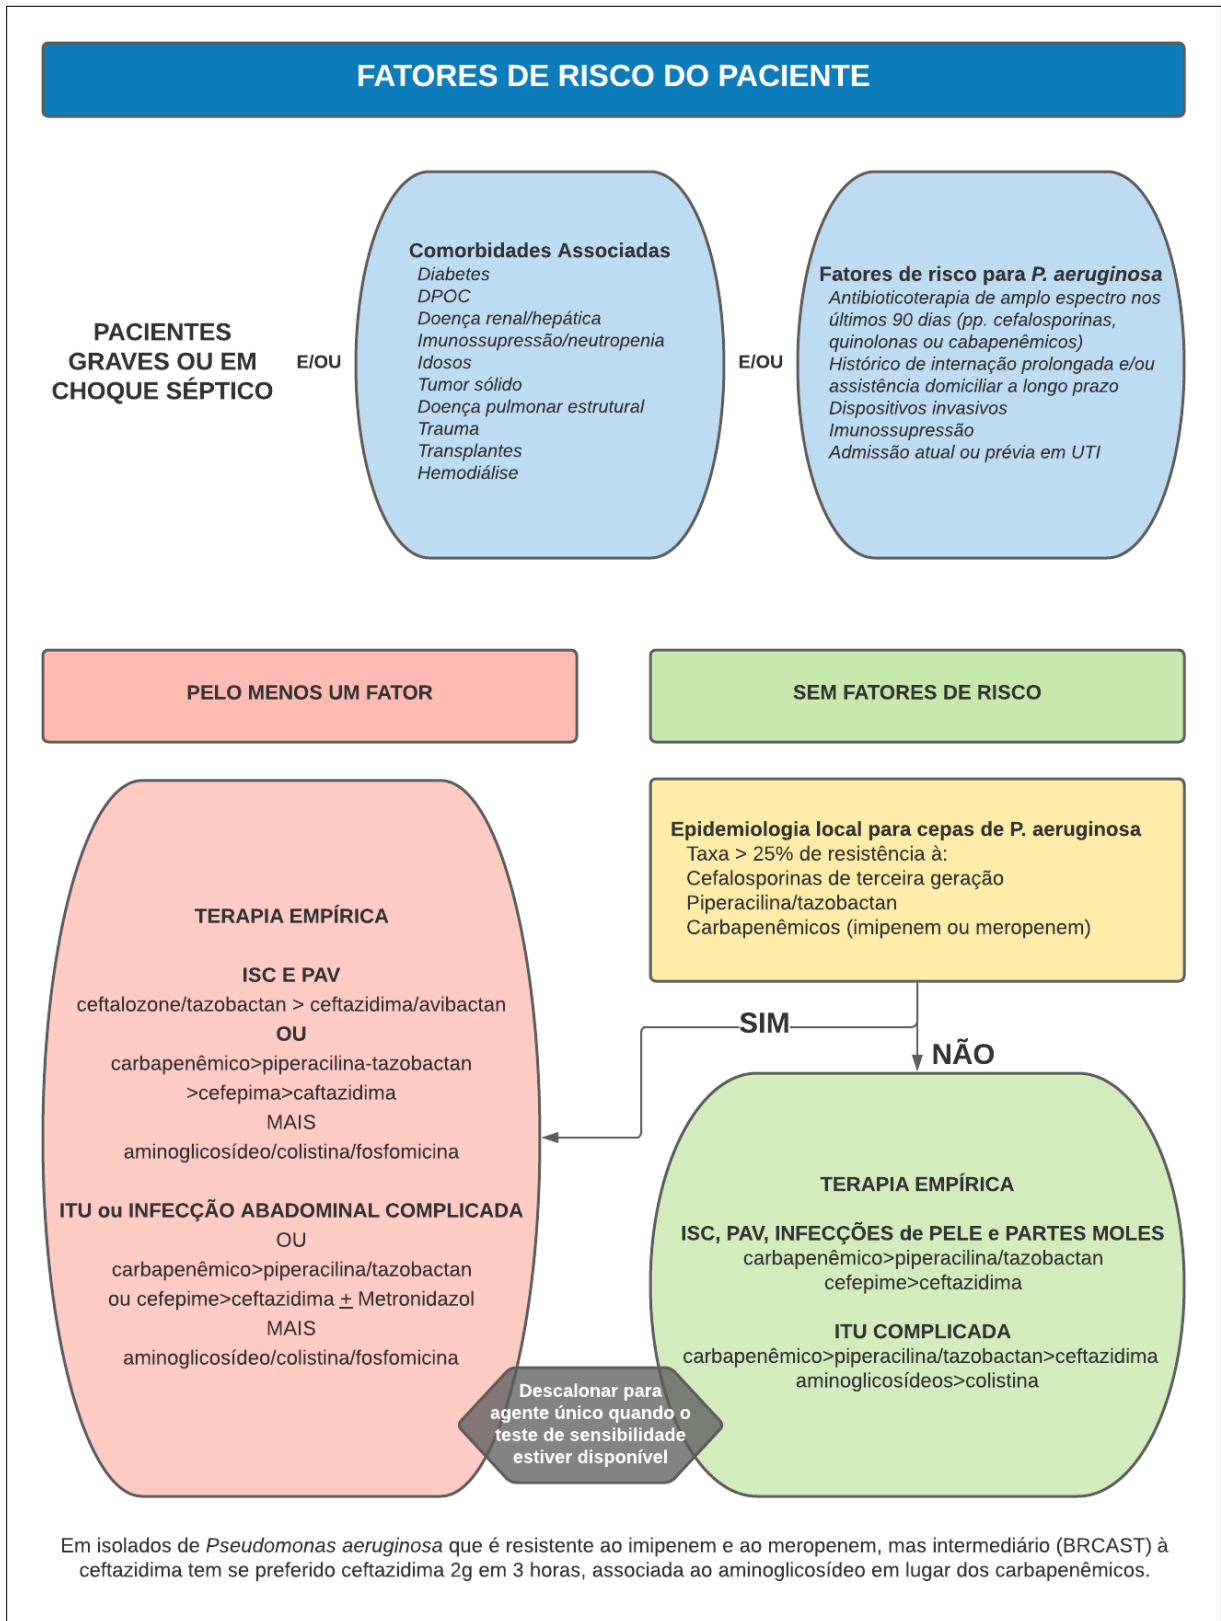 FATORES DE RISCO DO PACIENTE
PACIENTES
GRAVES OU EM
CHOQUE SÉPTICO
E/OU
Comorbidades Associadas
Diabetes
DPOC
Doença renal/hepática
Imunossupressão/neutropenia
Idosos
Tumor sólido
Doença pulmonar estrutural
Trauma
Transplantes
Hemodiálise
E/OU
Fatores de risco para P. aeruginosa
Antibioticoterapia de amplo espectro nos
últimos 90 dias (pp. cefalosporinas,
quinolonas ou cabapenêmicos)
Histórico de internação prolongada e/ou
assistência domiciliar a longo prazo
Dispositivos invasivos
Imunossupressão
Admissão atual ou prévia em UTI
PELO MENOS UM FATOR
TERAPIA EMPÍRICA
ISC E PAV
ceftalozone/tazobactan > ceftazidima/avibactan
OU
carbapenêmico>piperacilina-tazobactan
>cefepima>caftazidima
MAIS
aminoglicosídeo/colistina/fosfomicina
ITU ou INFECÇÃO ABADOMINAL COMPLICADA
OU
carbapenêmico>piperacilina/tazobactan
ou cefepime>ceftazidima + Metronidazol
MAIS
aminoglicosídeo/colistina/fosfomicina
SEM FATORES DE RISCO
Epidemiologia local para cepas de P. aeruginosa
Taxa > 25% de resistência à:
Cefalosporinas de terceira geração
Piperacilina/tazobactan
Carbapenêmicos (imipenem ou meropenem)
SIM
NÃO
TERAPIA EMPÍRICA
ISC, PAV, INFECÇÕES de PELE e PARTES MOLES
carbapenêmico>piperacilina/tazobactan
cefepime>ceftazidima
ITU COMPLICADA
carbapenêmico>piperacilina/tazobactan>ceftazidima
aminoglicosídeos>colistina
Descalonar para
agente único quando o
teste de sensibilidade
estiver disponível
Em isolados de Pseudomonas aeruginosa que é resistente ao imipenem e ao meropenem, mas intermediário (BRCAST) à
ceftazidima tem se preferido ceftazidima 2g em 3 horas, associada ao aminoglicosídeo em lugar dos carbapenêmicos.